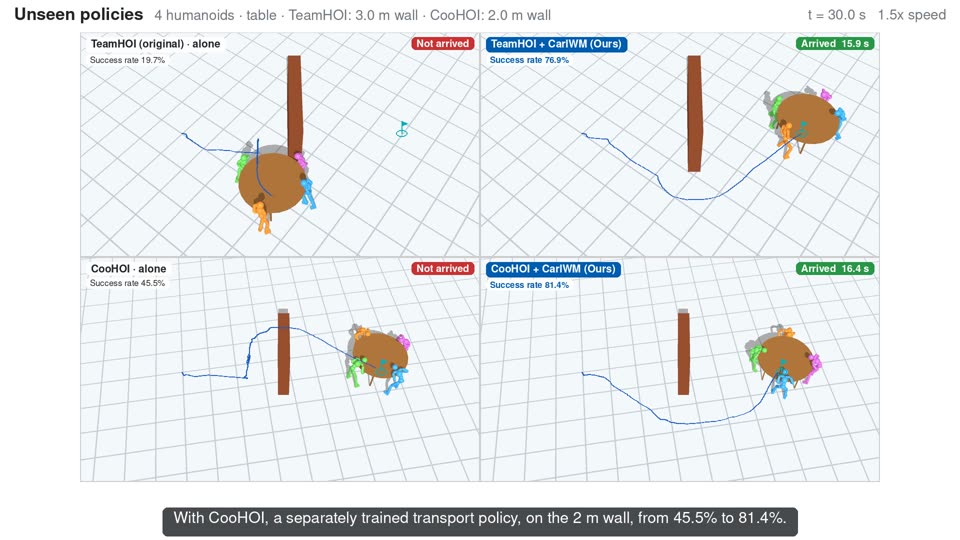 Unseen policies 4 humanoids · table · TeamHOI: 3.0 m wall · CooHOI: 2.0 m wall t = 30.0 s 1.5x speed
TeamHOI (original) · alone Not arrived
Success rate 19.7%
TeamHOI + CarlWM (Ours) Arrived 15.9 s
Success rate 76.9%
CooHOI · alone Not arrived
Success rate 45.5%
CooHOI + CarlWM (Ours) Arrived 16.4 s
Success rate 81.4%
With CooHOI, a separately trained transport policy, on the 2 m wall, from 45.5% to 81.4%.